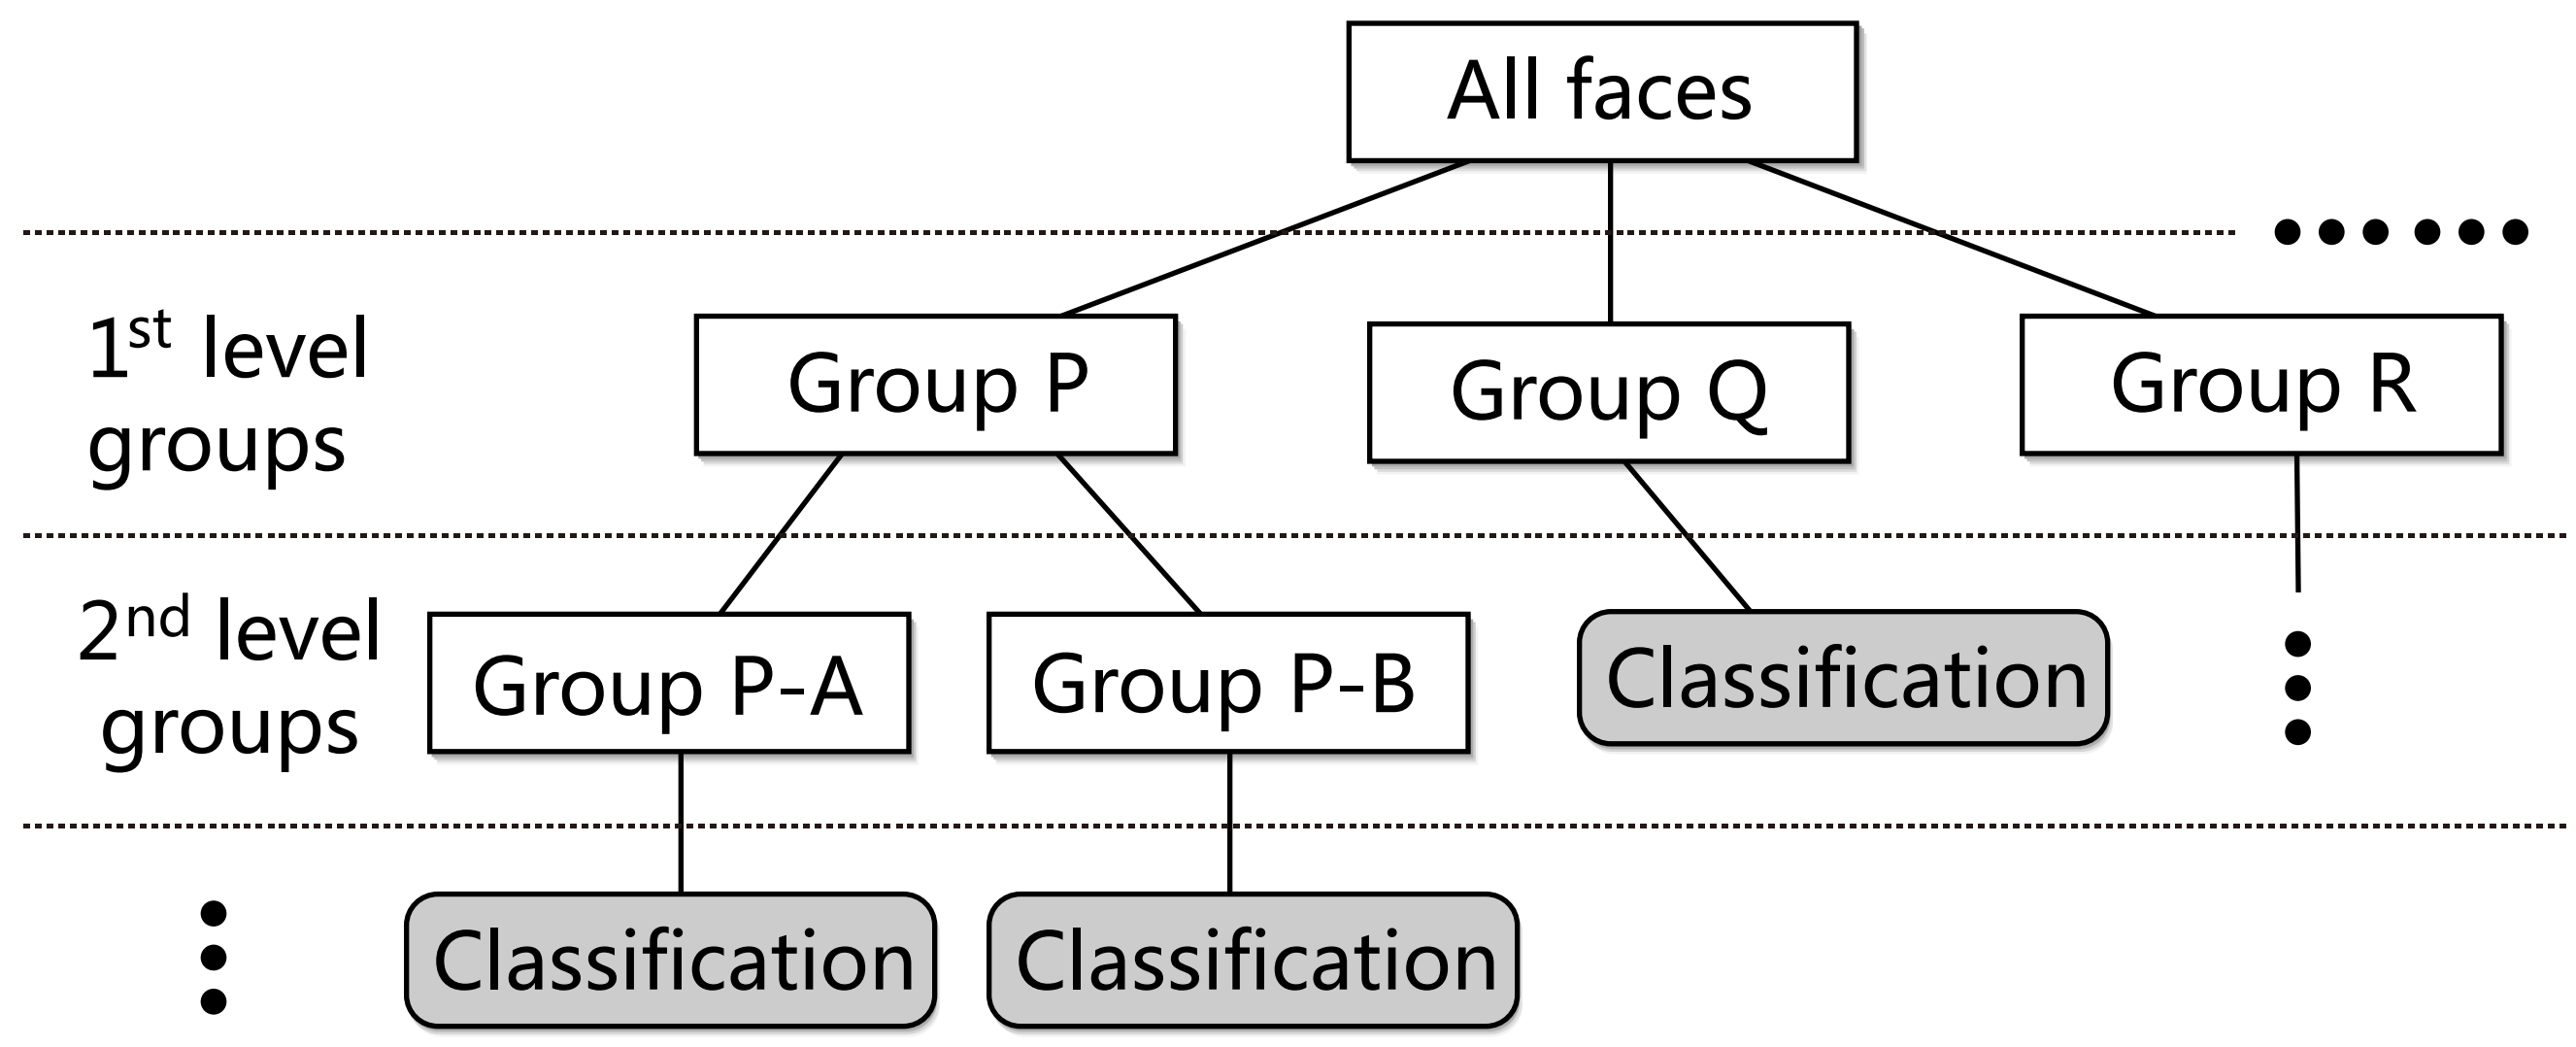 All faces
1st level
groups
Group P
Group Q
Group R
2nd level
groups
Group P-A
Group P-B
Classification
Classification
Classification